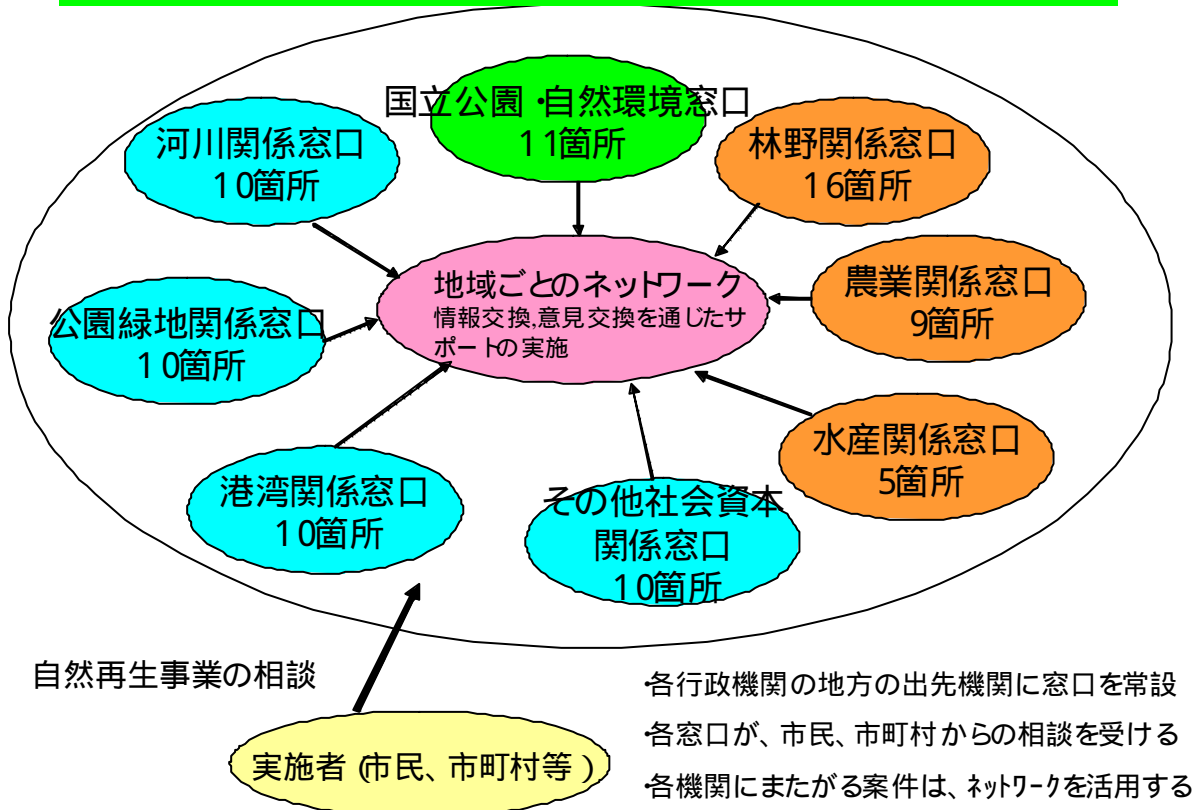 国立公園・自然環境窓口
11箇所
河川関係窓口
10箇所
林野関係窓口
16箇所
地域ごとのネットワーク
情報交換,意見交換を通じたサ
ポートの実施
農業関係窓口
9箇所
公園緑地関係窓口
10箇所
水産関係窓口
5箇所
港湾関係窓口
10箇所
その他社会資本
関係窓口
10箇所
自然再生事業の相談
実施者(市民、市町村等)
・各行政機関の地方の出先機関に窓口を常設
・各窓口が、市民、市町村からの相談を受ける
・各機関にまたがる案件は、ネットワークを活用する